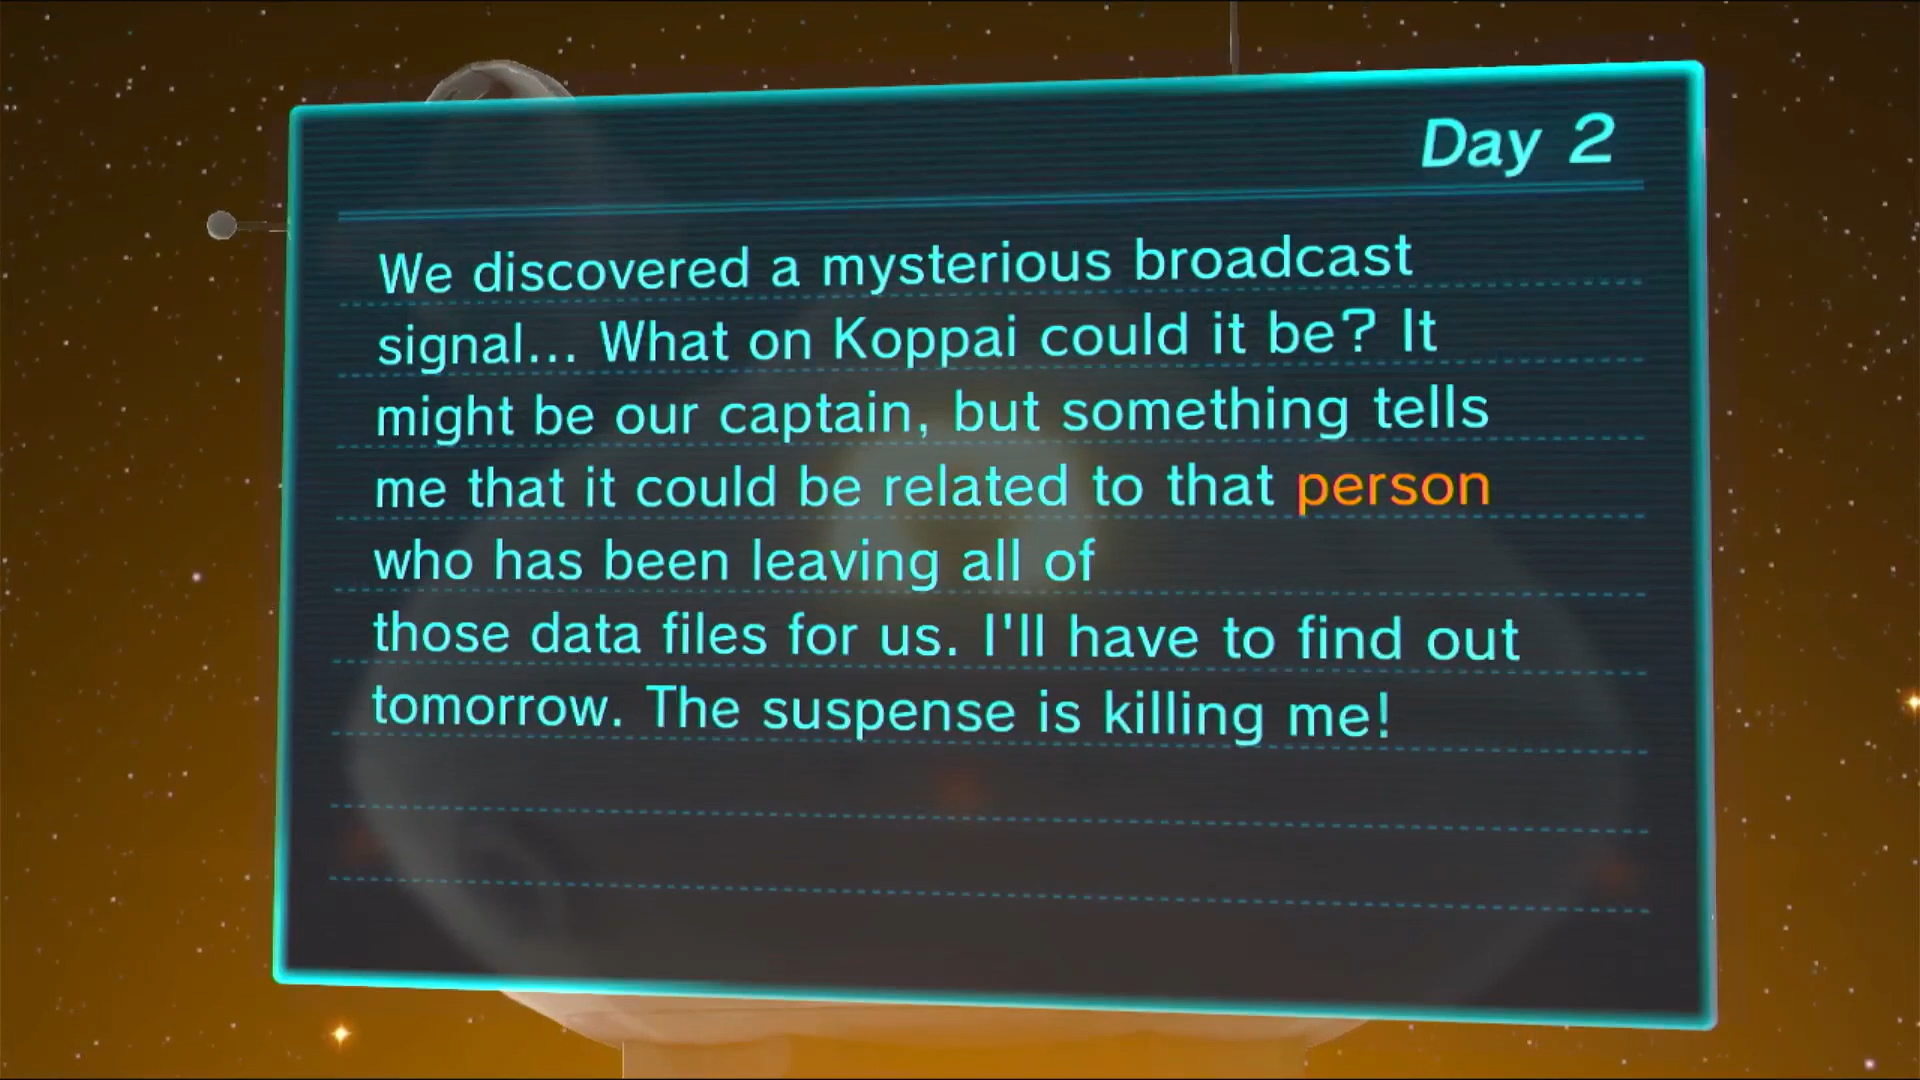 Day 2
We discovered a mysterious broadcast
signal... What on Koppai could it be? It
might be our captain, but something tells
me that it could be related to that person
who has been leaving all of
those data files for us. I'll have to find out
tomorrow. The suspense is killing me!